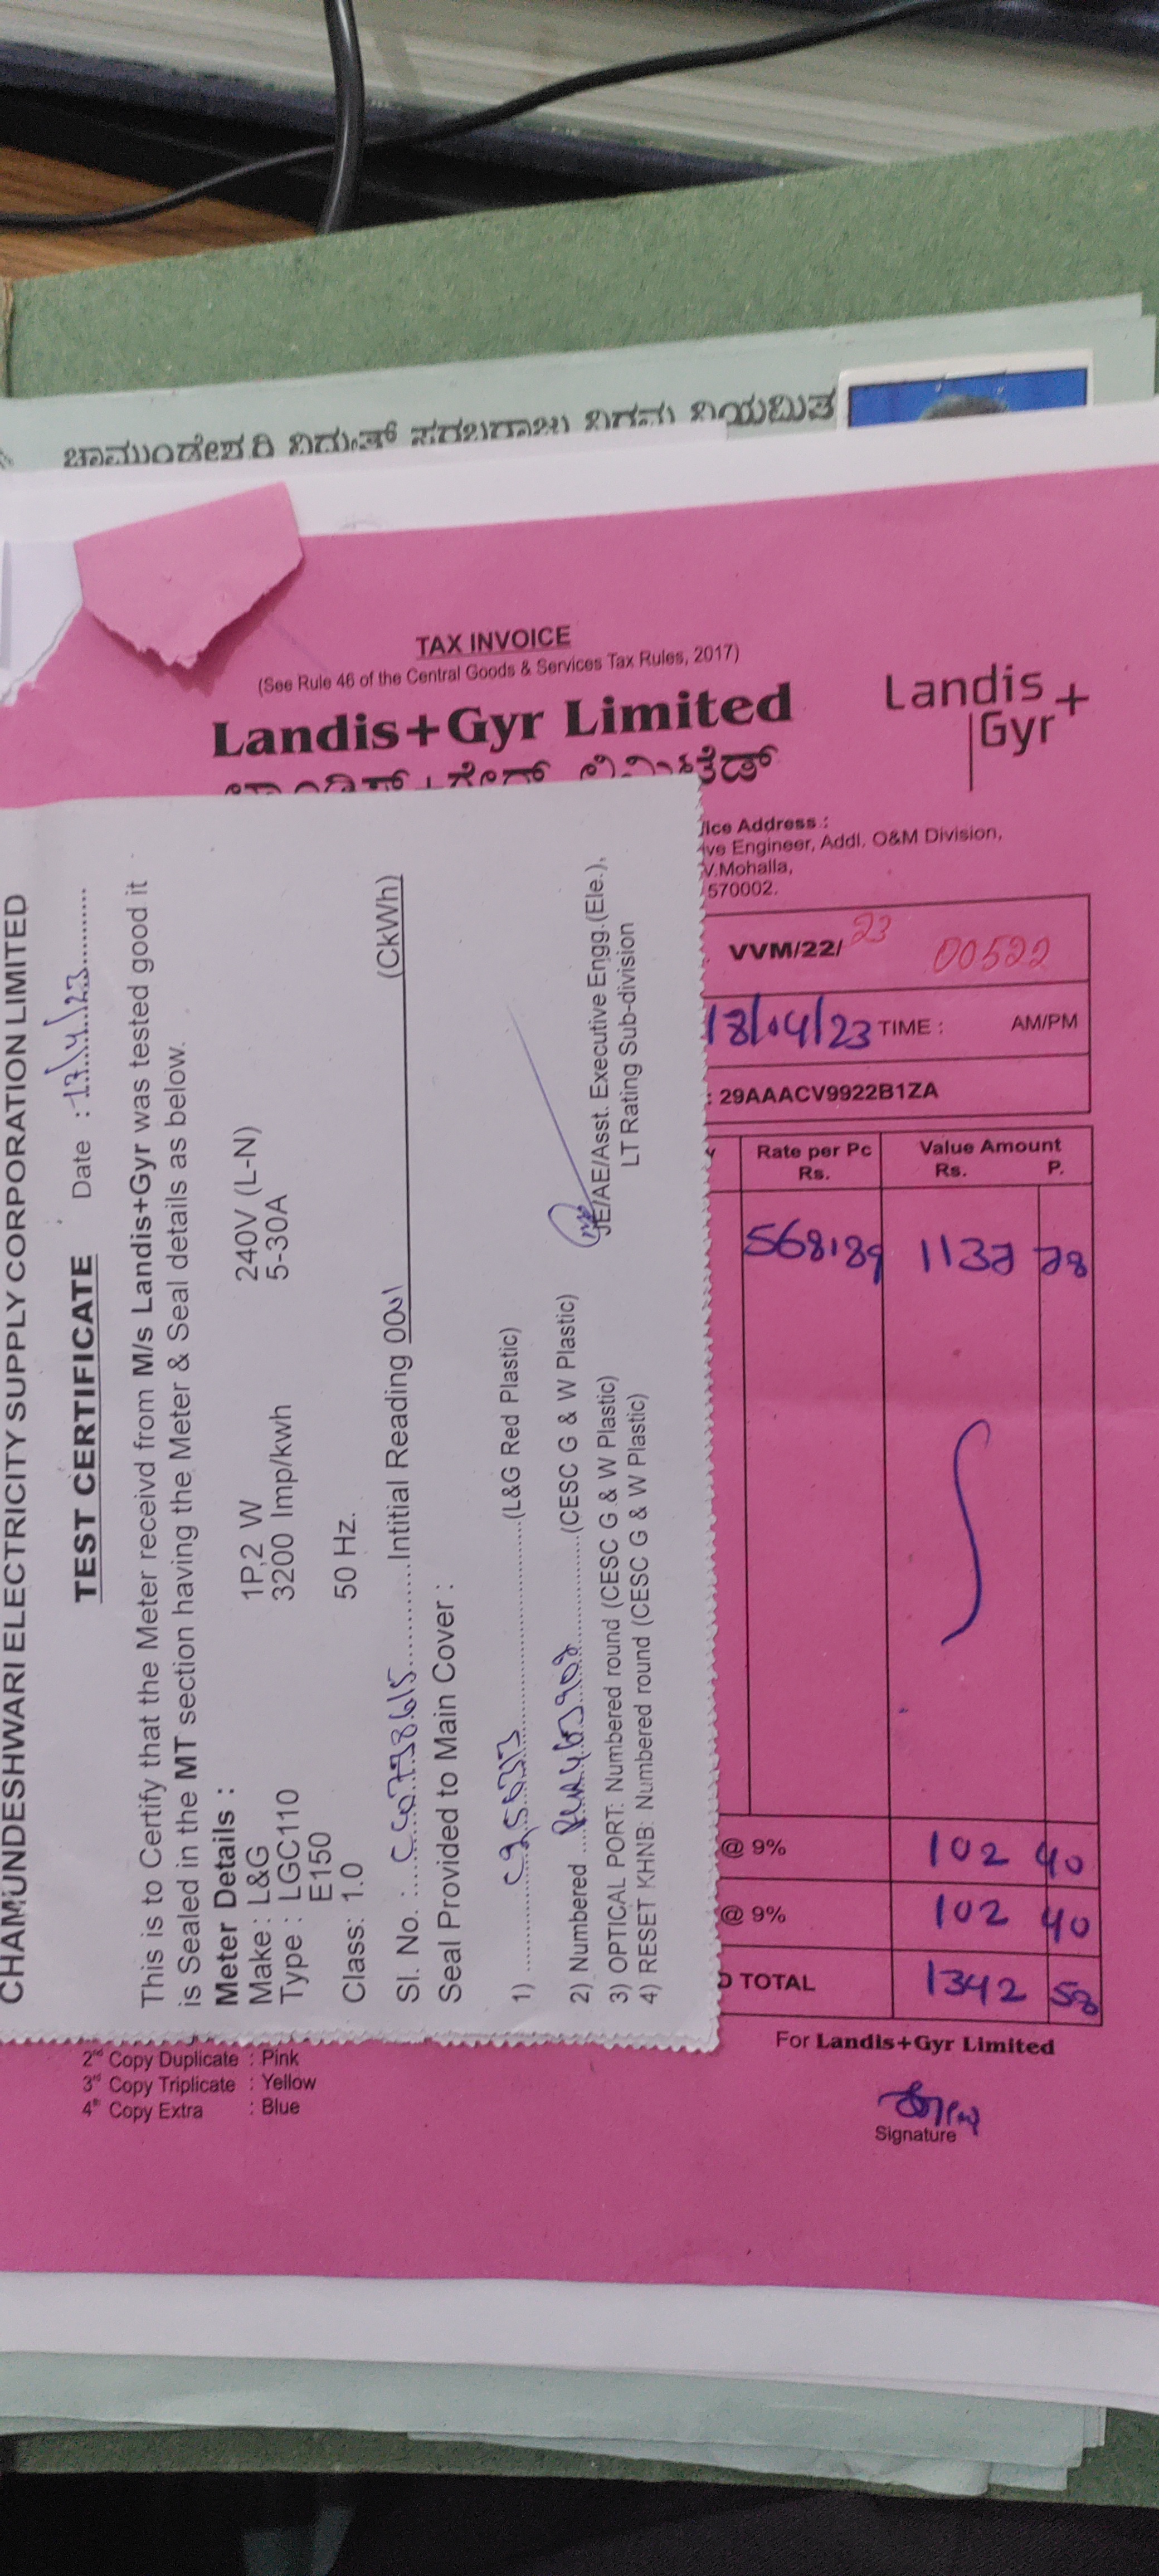 ಚಾಮುಂಡೇಶ್ವರಿ ವಿದ್ಯುತ್ ಸರಬರಾಜು ನಿಗಮ ನಿಯಮಿತ
TAX INVOICE
(See Rule 46 of the Central Goods & Services Tax Rules, 2017)
Landis+Gyr Limited
Landis+
Gyr
ice Address :
ve Engineer, Addl. O&M Division,
V.Mohalla,
570002.
VVM/22/23 00522
18/04/23 TIME : AM/PM
: 29AAACV9922B1ZA
Rate per Pc Rs. Value Amount Rs. P.
568.89 1137 78
@ 9% 102 40
@ 9% 102 40
TOTAL 1342 58
For Landis+Gyr Limited
Signature
2nd Copy Duplicate : Pink
3rd Copy Triplicate : Yellow
4th Copy Extra : Blue
CHAMUNDESHWARI ELECTRICITY SUPPLY CORPORATION LIMITED
TEST CERTIFICATE Date :
This is to Certify that the Meter receivd from M/s Landis+Gyr was tested good it
is Sealed in the MT section having the Meter & Seal details as below.
Meter Details :
Make : L&G 1P,2 W 240V (L-N)
Type : LGC110 3200 Imp/kwh 5-30A
E150
Class: 1.0 50 Hz.
Sl. No. : Intitial Reading 0001 (CkWh)
Seal Provided to Main Cover :
1) (L&G Red Plastic)
2) Numbered (CESC G & W Plastic)
3) OPTICAL PORT: Numbered round (CESC G & W Plastic)
4) RESET KHNB: Numbered round (CESC G & W Plastic)
JE/AE/Asst. Executive Engg.(Ele.),
LT Rating Sub-division